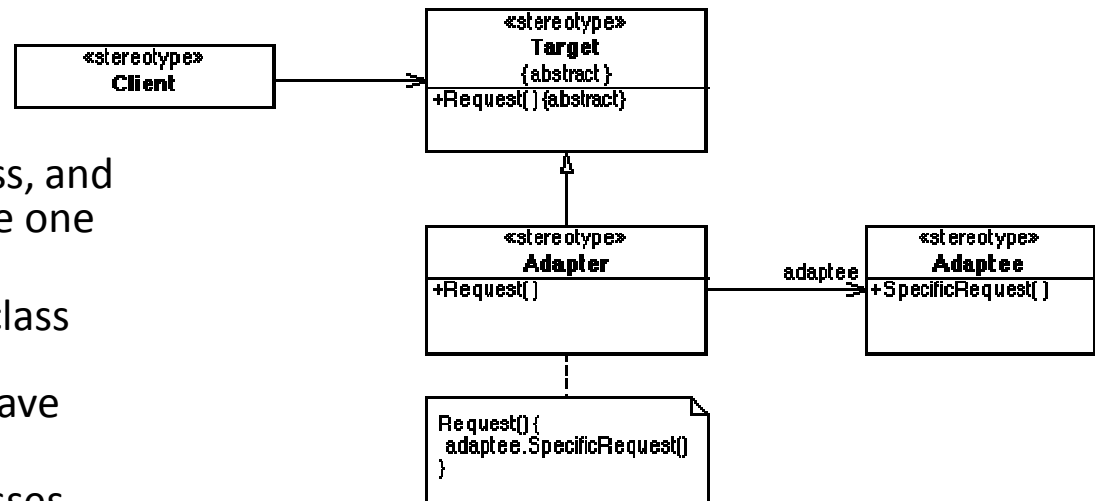 «stereotype»
Client
«stereotype»
Target
{abstract}
+Request() {abstract}
ss, and
e one
class
ave
sses
«stereotype»
Adapter
+Request()
adaptee
«stereotype»
Adaptee
+SpecificRequest()
Request() {
adaptee.SpecificRequest()
}